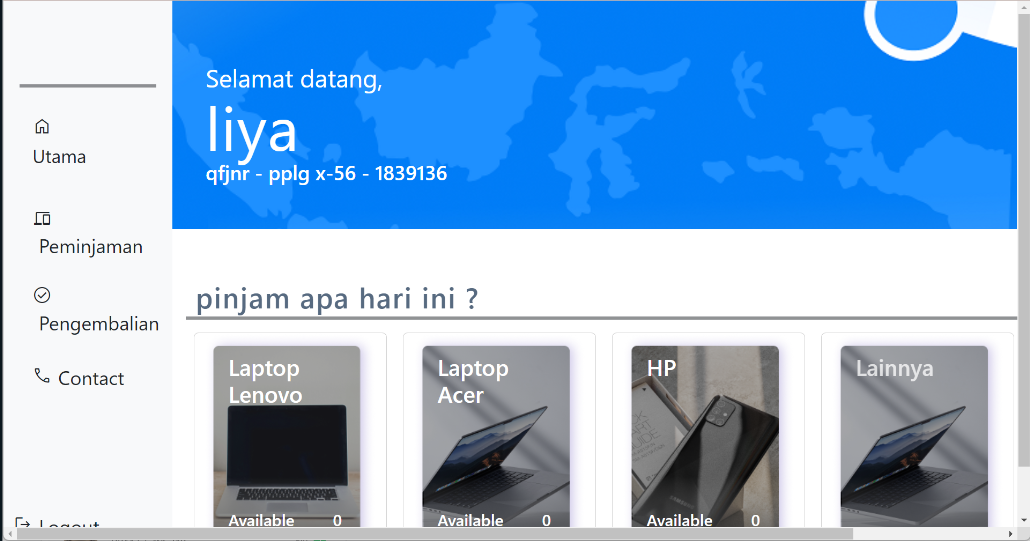 Selamat datang,
liya
qfjnr - pplg x-56 - 1839136
Utama
Peminjaman
Pengembalian
Contact
Logout
pinjam apa hari ini ?
Laptop
Lenovo
Available 0
Laptop
Acer
Available 0
HP
Available 0
Lainnya